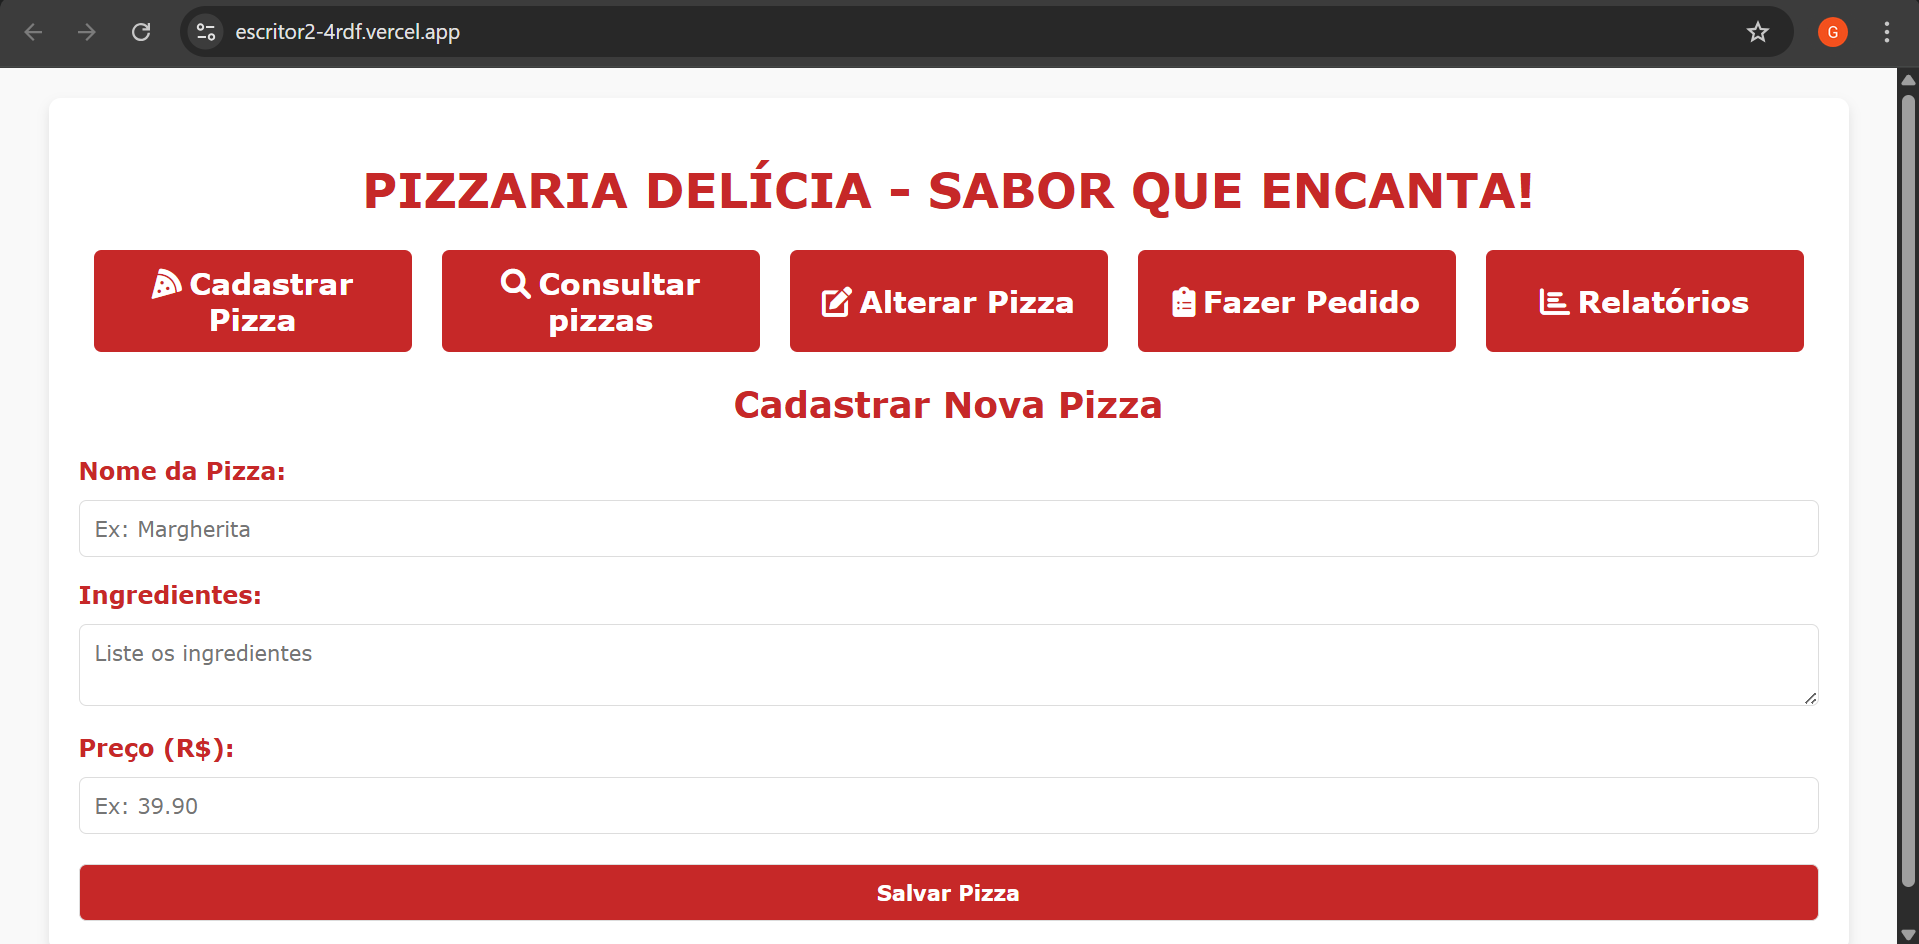 escritor2-4rdf.vercel.app
G
PIZZARIA DELÍCIA - SABOR QUE ENCANTA!
Cadastrar
Pizza
Consultar
pizzas
Alterar Pizza
Fazer Pedido
Relatórios
Cadastrar Nova Pizza
Nome da Pizza:
Ex: Margherita
Ingredientes:
Liste os ingredientes
Preço (R$):
Ex: 39.90
Salvar Pizza